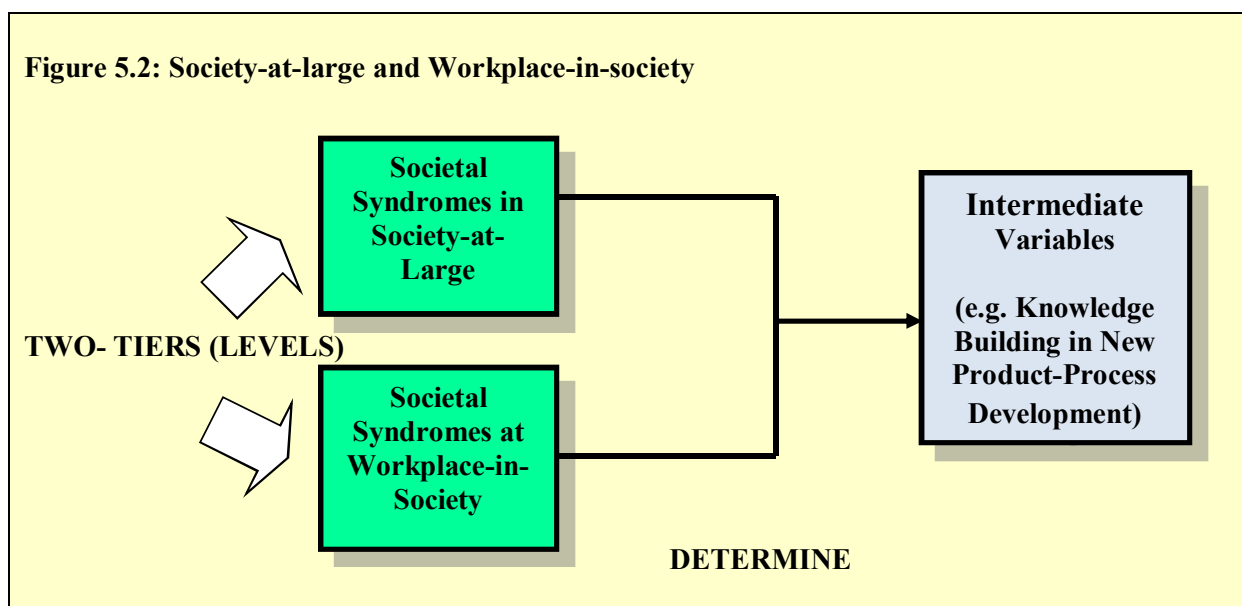 Figure 5.2: Society-at-large and Workplace-in-society
Societal
Syndromes in
Society-at-
Large
TWO- TIERS (LEVELS)
Societal
Syndromes at
Workplace-in-
Society
Intermediate
Variables
(e.g. Knowledge
Building in New
Product-Process
Development)
DETERMINE